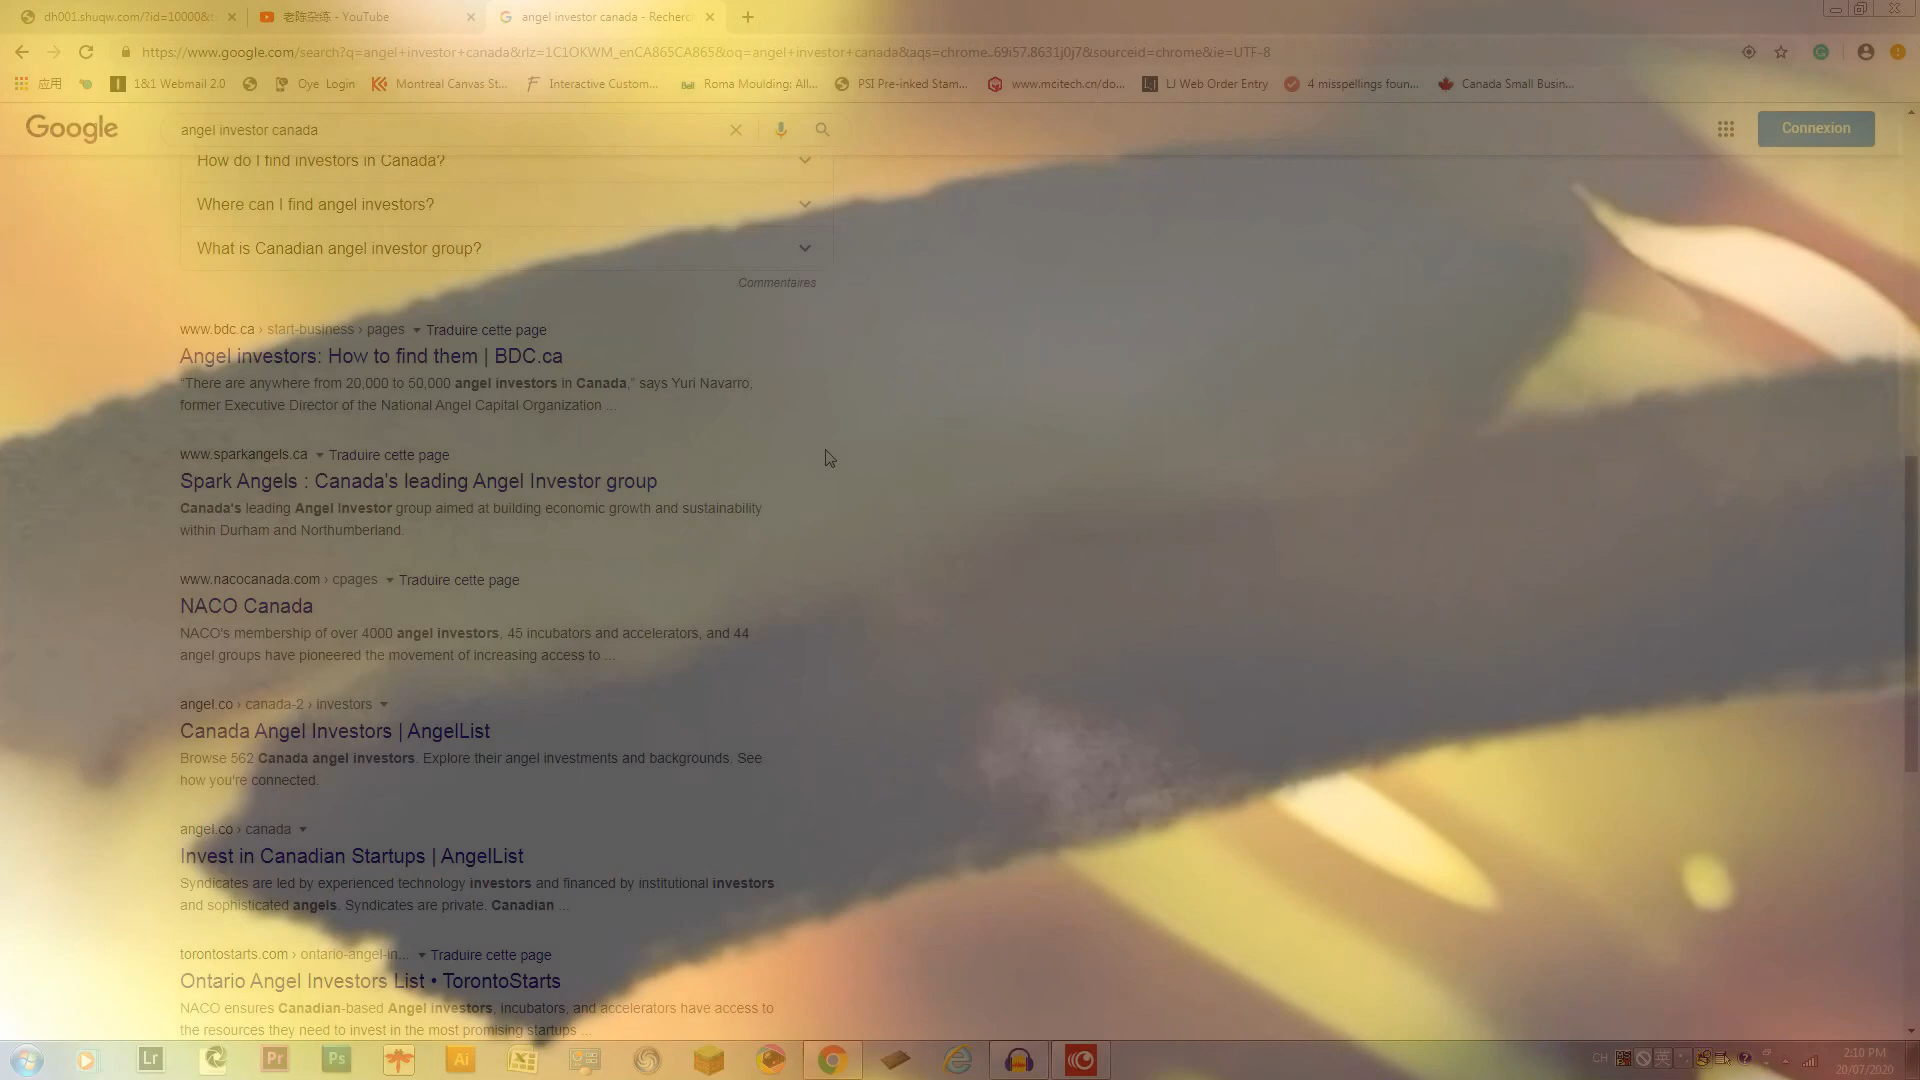 dh001.shuqw.com/?id=10000&
老陈杂练 - YouTube
angel investor canada - Recherc
https://www.google.com/search?q=angel+investor+canada&rlz=1C1OKWM_enCA865CA865&oq=angel+investor+canada&aqs=chrome..69i57.8631j0j7&sourceid=chrome&ie=UTF-8
应用
1&1 Webmail 2.0
Oye Login
Montreal Canvas St...
Interactive Custom...
Roma Moulding: All...
PSI Pre-inked Stam...
www.mcitech.cn/do...
LJ Web Order Entry
4 misspellings foun...
Canada Small Busin...
Google
angel investor canada
Connexion
How do I find investors in Canada?
Where can I find angel investors?
What is Canadian angel investor group?
Commentaires
www.bdc.ca › start-business › pages Traduire cette page
Angel investors: How to find them | BDC.ca
“There are anywhere from 20,000 to 50,000 angel investors in Canada,” says Yuri Navarro,
former Executive Director of the National Angel Capital Organization ...
www.sparkangels.ca Traduire cette page
Spark Angels : Canada's leading Angel Investor group
Canada's leading Angel Investor group aimed at building economic growth and sustainability
within Durham and Northumberland.
www.nacocanada.com › cpages Traduire cette page
NACO Canada
NACO's membership of over 4000 angel investors, 45 incubators and accelerators, and 44
angel groups have pioneered the movement of increasing access to ...
angel.co › canada-2 › investors
Canada Angel Investors | AngelList
Browse 562 Canada angel investors. Explore their angel investments and backgrounds. See
how you're connected.
angel.co › canada
Invest in Canadian Startups | AngelList
Syndicates are led by experienced technology investors and financed by institutional investors
and sophisticated angels. Syndicates are private. Canadian ...
torontostarts.com › ontario-angel-in... Traduire cette page
Ontario Angel Investors List • TorontoStarts
NACO ensures Canadian-based Angel investors, incubators, and accelerators have access to
the resources they need to invest in the most promising startups ...
Lr
Pr
Ps
Ai
CH
英
2:10 PM
20/07/2020